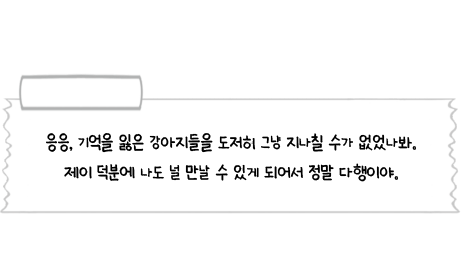 응응, 기억을 잃은 강아지들을 도저히 그냥 지나칠 수가 없었나봐.
제이 덕분에 나도 널 만날 수 있게 되어서 정말 다행이야.